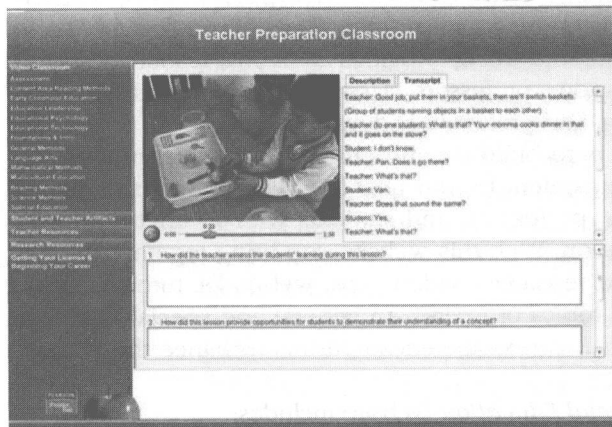 Teacher Preparation Classroom
Video Classroom
Assessment
Content Area Reading Methods
Early Childhood Education
Educational Leadership
Educational Psychology
Educational Technology
General Methods
Language Arts
Mathematical Methods
Multicultural Education
Reading Methods
Science Methods
Special Education
Student and Teacher Artifacts
Teacher Resources
Research Resources
Getting Your License &
Beginning Your Career
Description
Transcript
Teacher: Good job, put them in your baskets, then we'll switch baskets.
(Group of students naming objects in a basket to each other)
Teacher (to one student): What is that? Your momma cooks dinner in that
and it goes on the stove?
Student: I don't know.
Teacher: Pan. Does it go there?
Teacher: What's that?
Student: Van.
Teacher: Does that sound the same?
Student: Yes.
Teacher: What's that?
1 How did the teacher assess the students' learning during this lesson?
2 How did this lesson provide opportunities for students to demonstrate their understanding of a concept?